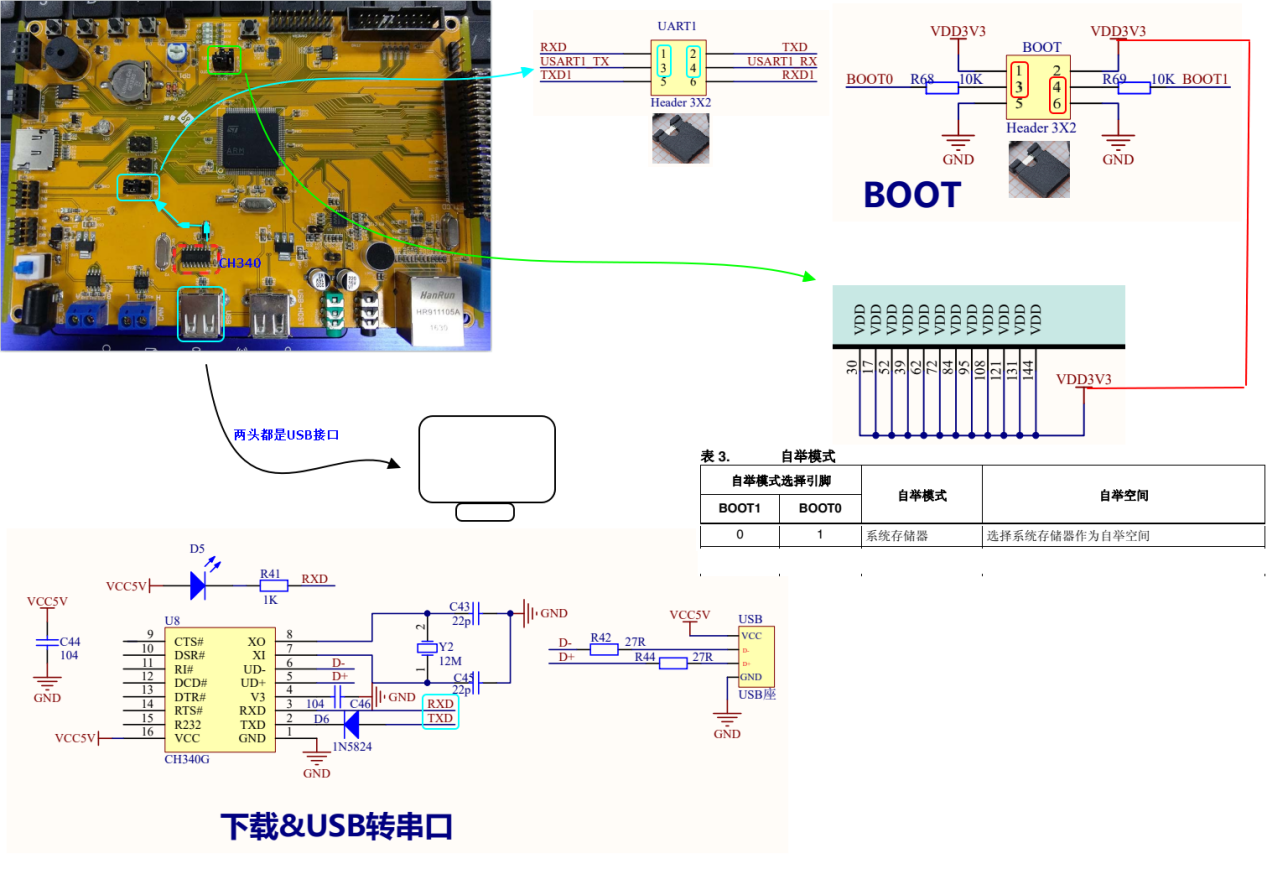 CH340
USB
USB-HOST
HanRun
HR911105A
16/39
ARM
UART1
RXD
1
2
TXD
USART1_TX
3
4
USART1_RX
TXD1
5
6
RXD1
Header 3X2
VDD3V3
VDD3V3
BOOT
BOOT0
R68
10K
1
2
3
4
5
6
R69
10K
BOOT1
Header 3X2
GND
GND
BOOT
VDD
VDD
VDD
VDD
VDD
VDD
VDD
VDD
VDD
VDD
VDD
VDD
30
17
52
39
62
72
84
95
108
121
131
144
VDD3V3
两头都是USB接口
表 3. 自举模式
自举模式选择引脚
自举模式
自举空间
BOOT1
BOOT0
0
1
系统存储器
选择系统存储器作为自举空间
D5
VCC5V
R41
1K
RXD
VCC5V
C44
104
GND
U8
9
CTS#
XO
8
10
DSR#
XI
7
11
RI#
UD-
6
D-
12
DCD#
UD+
5
D+
13
DTR#
V3
4
14
RTS#
RXD
3
15
R232
TXD
2
VCC5V
16
VCC
GND
1
CH340G
104
C46
GND
D6
1N5824
RXD
TXD
GND
C43
22p
GND
2
Y2
12M
1
C45
22p
D-
R42
27R
D+
R44
27R
VCC5V
USB
VCC
D-
D+
GND
USB座
GND
下载&USB转串口